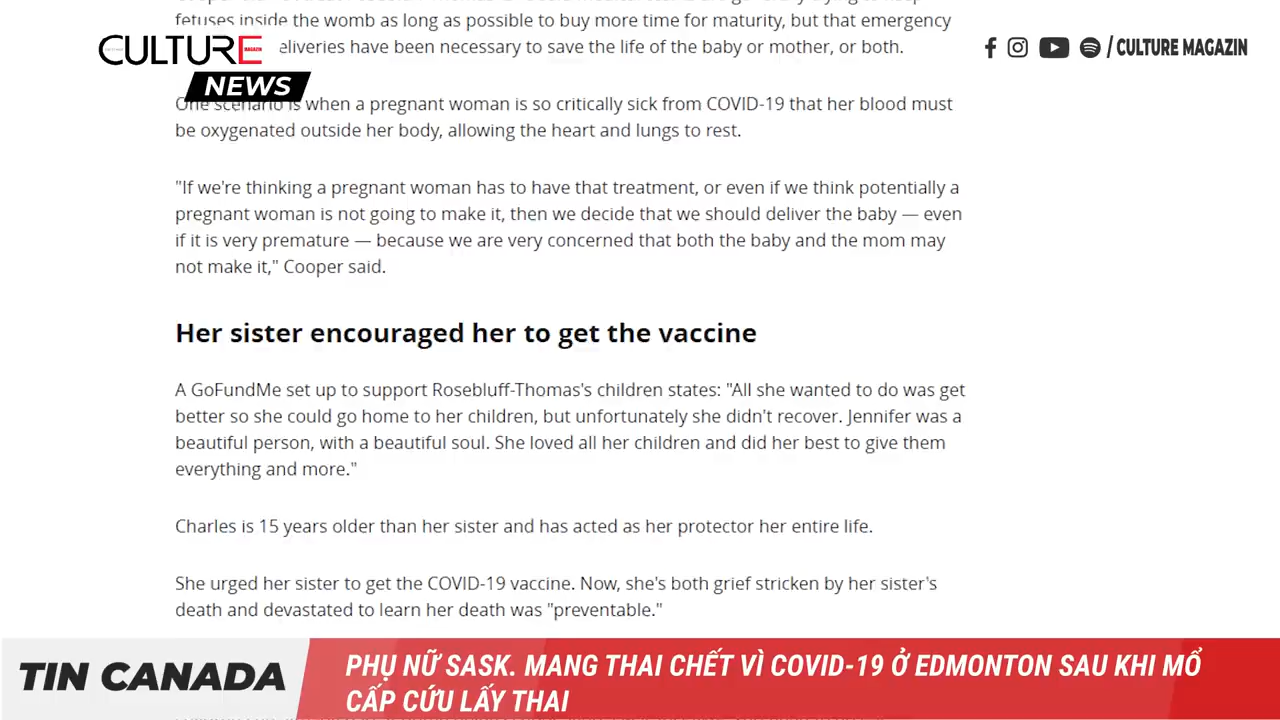 fetuses inside the womb as long as possible to buy more time for maturity, but that emergency
CULTURE
MAGAZIN
NEWS
/ CULTURE MAGAZIN
deliveries have been necessary to save the life of the baby or mother, or both.
One scenario is when a pregnant woman is so critically sick from COVID-19 that her blood must
be oxygenated outside her body, allowing the heart and lungs to rest.
"If we're thinking a pregnant woman has to have that treatment, or even if we think potentially a
pregnant woman is not going to make it, then we decide that we should deliver the baby — even
if it is very premature — because we are very concerned that both the baby and the mom may
not make it," Cooper said.
Her sister encouraged her to get the vaccine
A GoFundMe set up to support Rosebluff-Thomas's children states: "All she wanted to do was get
better so she could go home to her children, but unfortunately she didn't recover. Jennifer was a
beautiful person, with a beautiful soul. She loved all her children and did her best to give them
everything and more."
Charles is 15 years older than her sister and has acted as her protector her entire life.
She urged her sister to get the COVID-19 vaccine. Now, she's both grief stricken by her sister's
death and devastated to learn her death was "preventable."
TIN CANADA
PHỤ NỮ SASK. MANG THAI CHẾT VÌ COVID-19 Ở EDMONTON SAU KHI MỔ
CẤP CỨU LẤY THAI